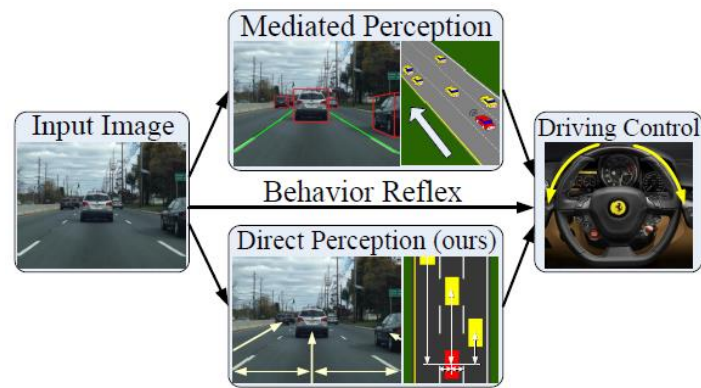 Mediated Perception
Input Image
Driving Control
Behavior Reflex
Direct Perception (ours)